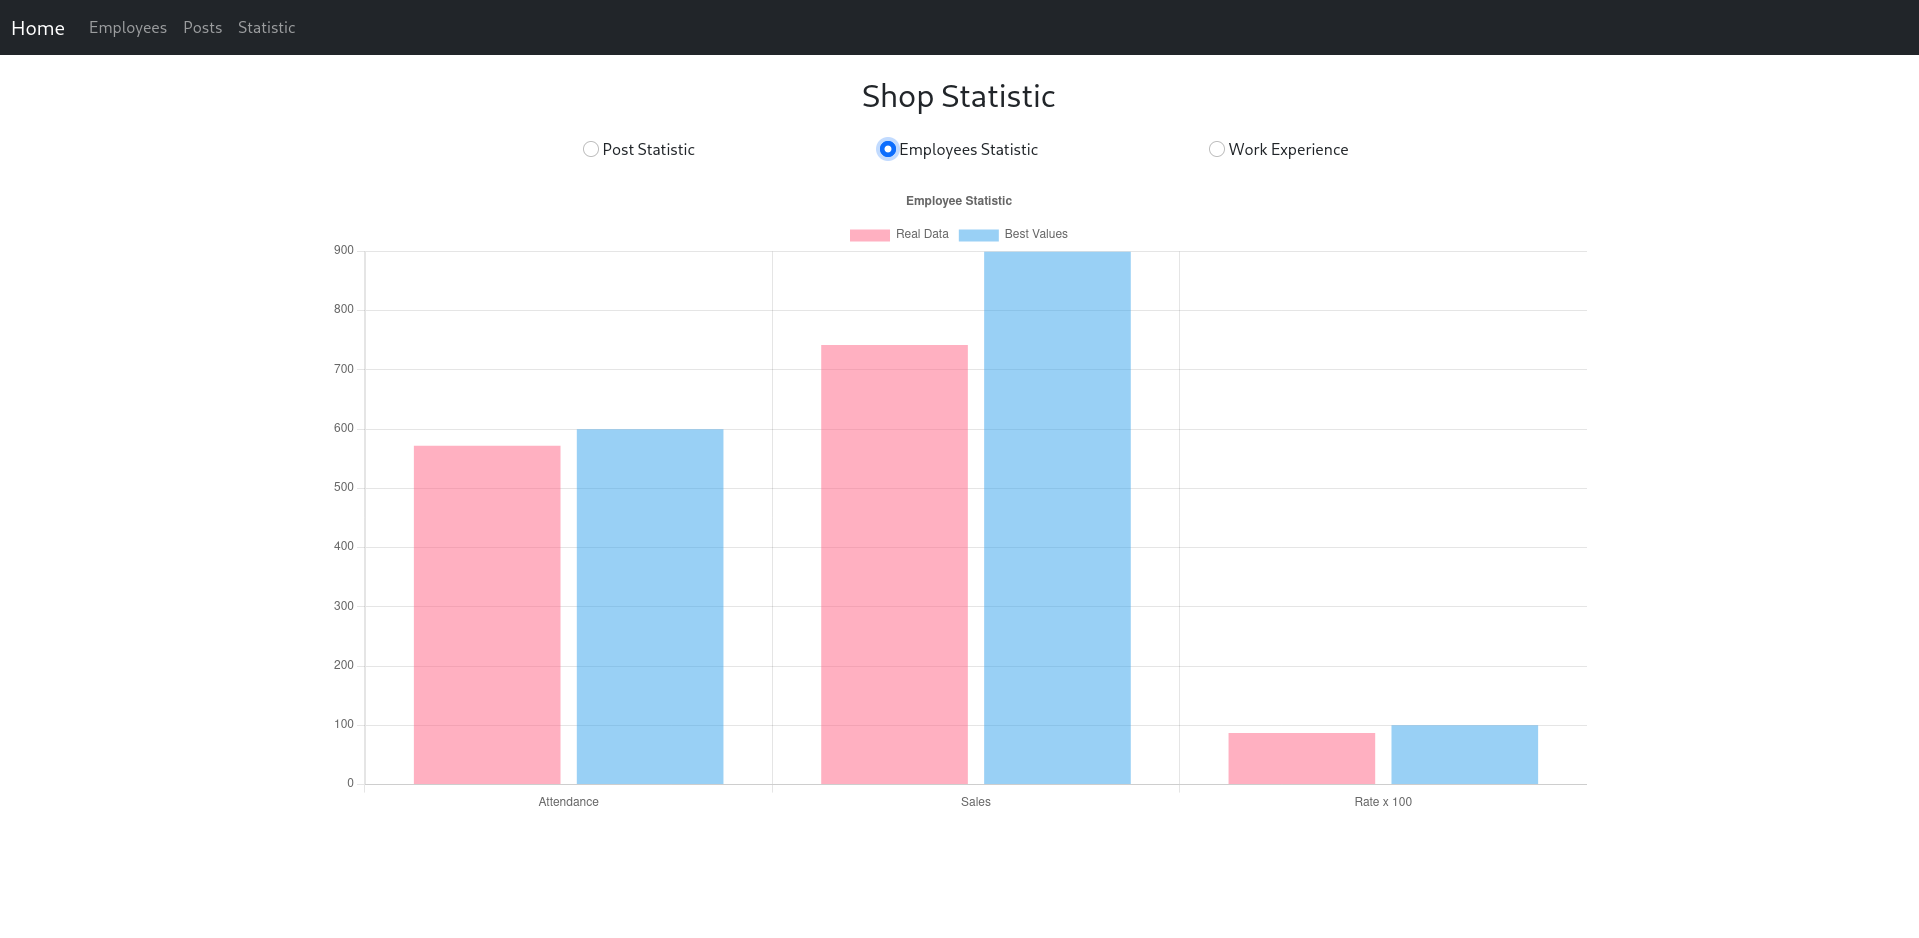 Home Employees Posts Statistic
Shop Statistic
Post Statistic Employees Statistic Work Experience
Employee Statistic
Real Data Best Values
900
800
700
600
500
400
300
200
100
0
Attendance Sales Rate x 100